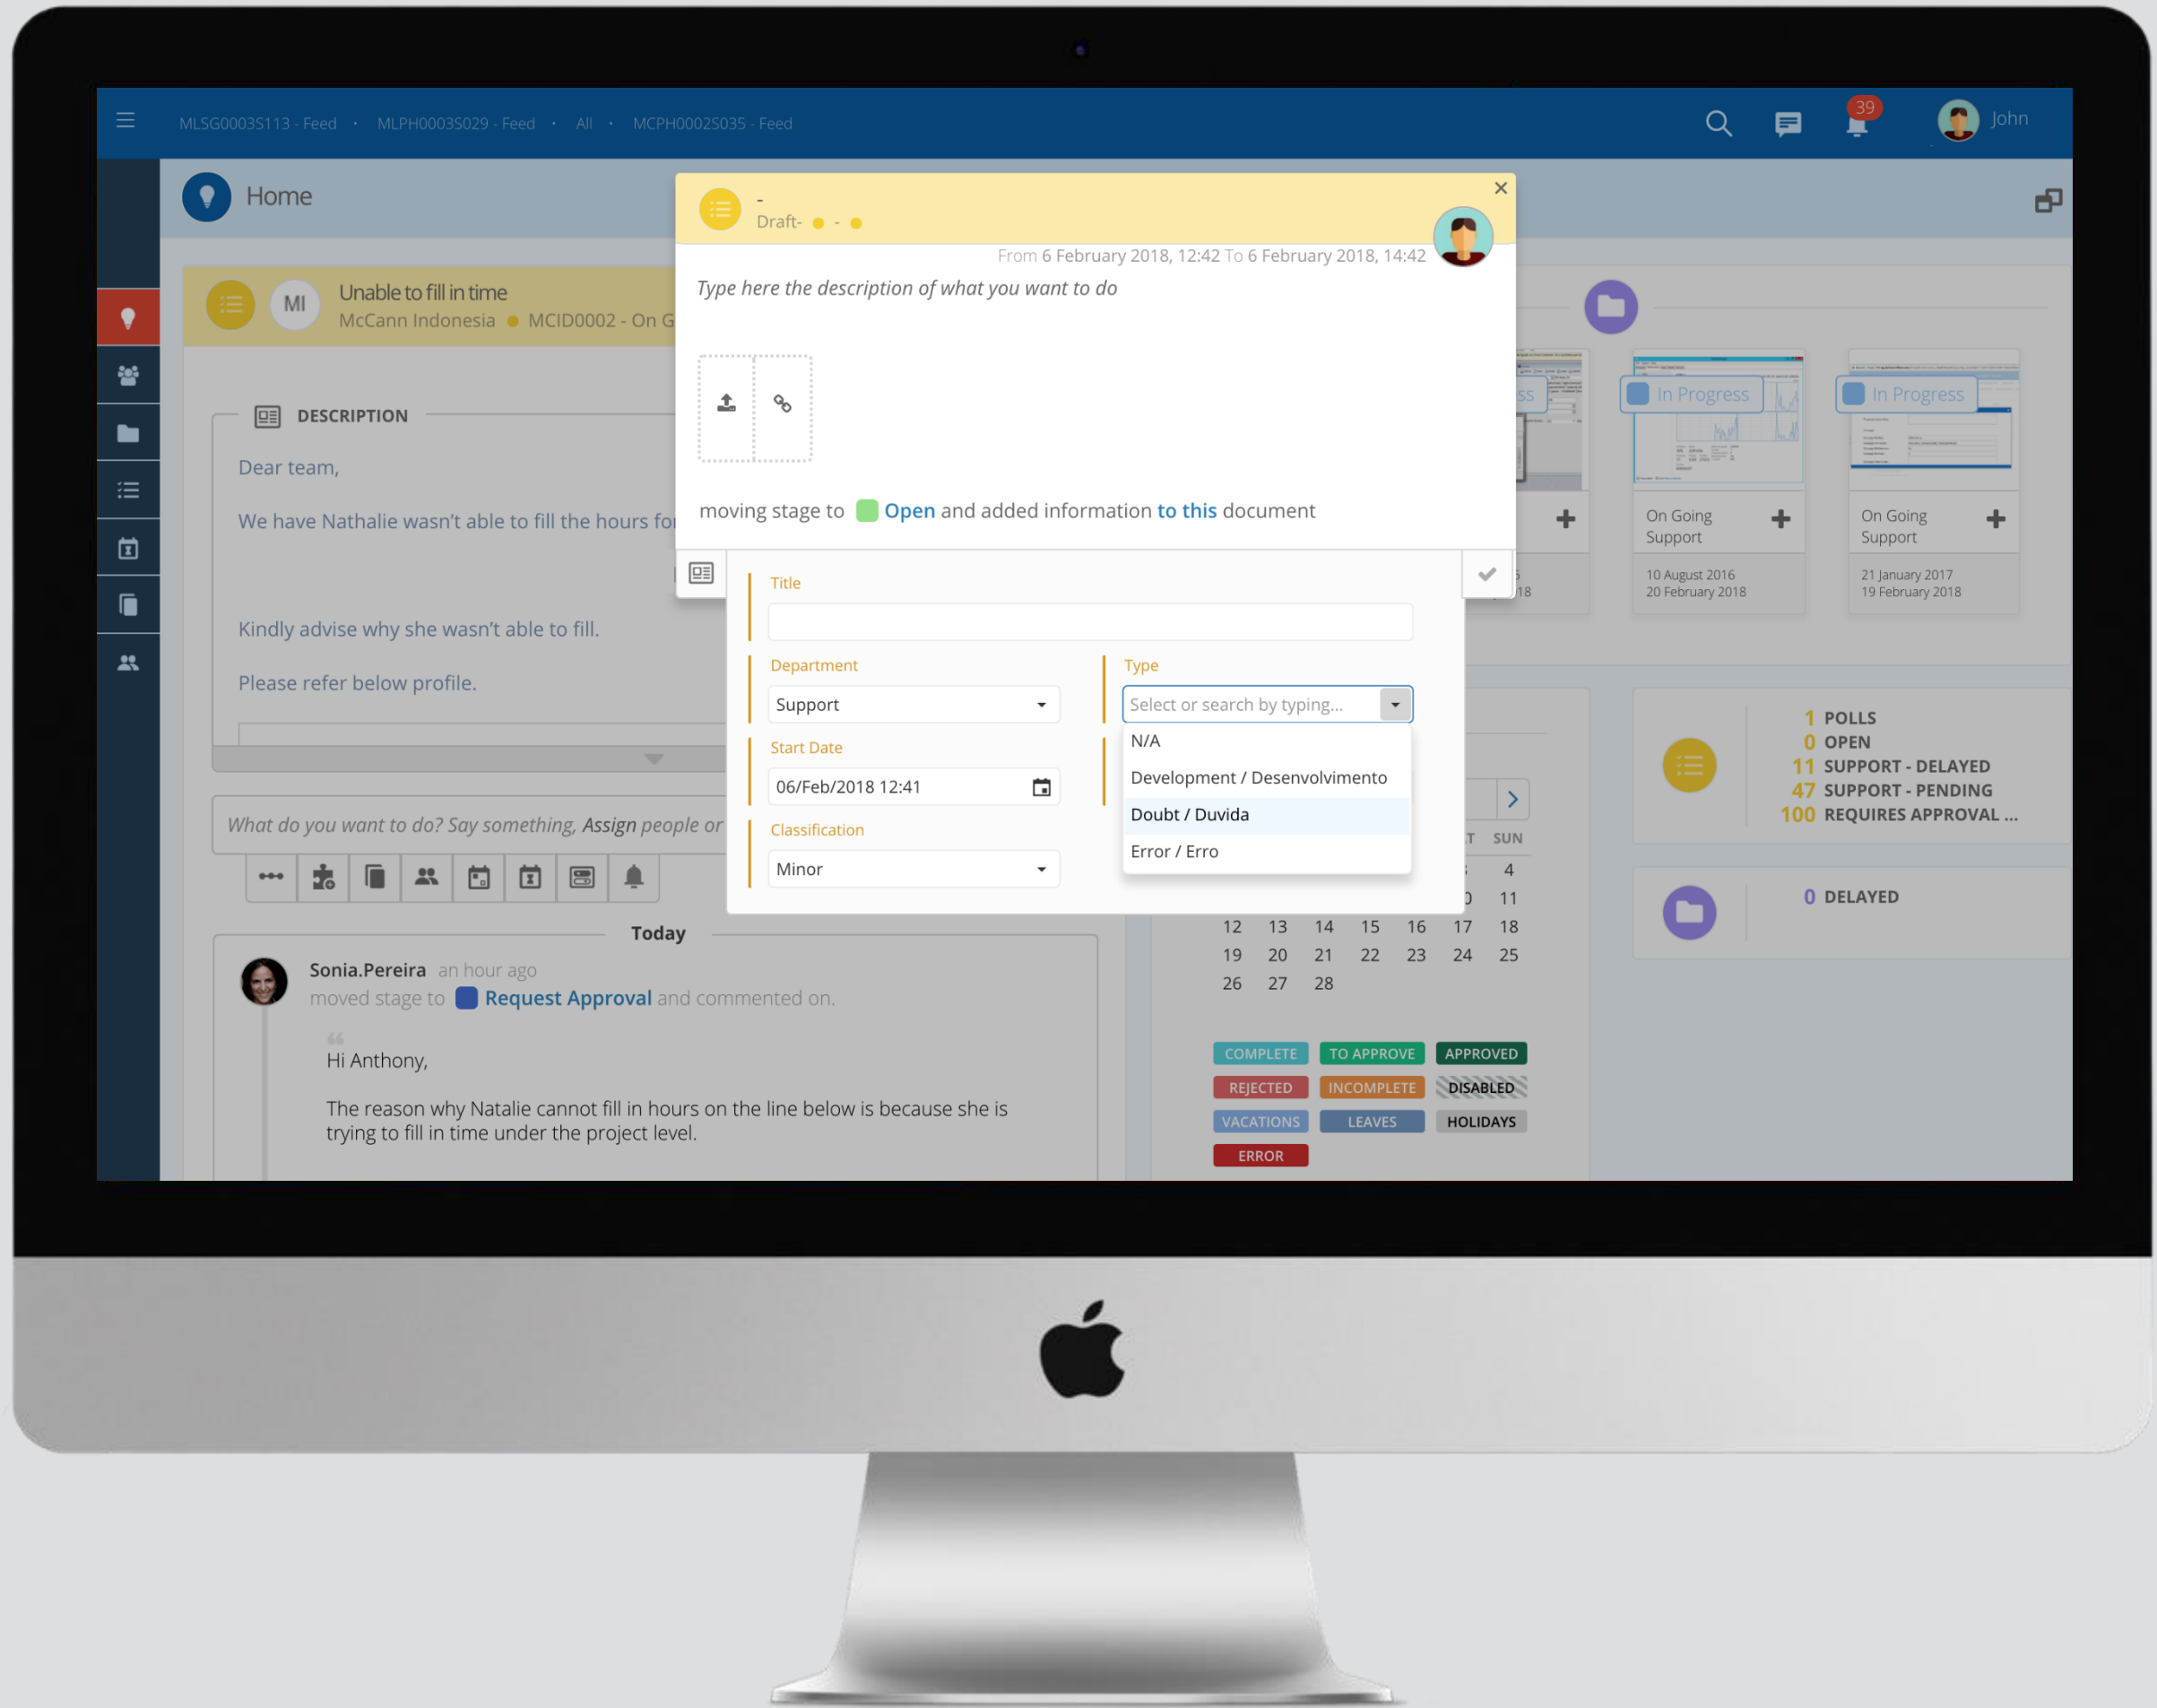 MLSG0003S113 - Feed • MLPH0003S029 - Feed • All • MCPH0002S035 - Feed
39
John
Home
-
Draft- -
From 6 February 2018, 12:42 To 6 February 2018, 14:42
Type here the description of what you want to do
moving stage to Open and added information to this document
Title
Department
Support
Type
Select or search by typing...
N/A
Development / Desenvolvimento
Doubt / Duvida
Error / Erro
Start Date
06/Feb/2018 12:41
Classification
Minor
MI
Unable to fill in time
McCann Indonesia MCID0002 - On G
DESCRIPTION
Dear team,
We have Nathalie wasn't able to fill the hours for
Kindly advise why she wasn't able to fill.
Please refer below profile.
What do you want to do? Say something, Assign people or
Today
Sonia.Pereira an hour ago
moved stage to Request Approval and commented on.
“
Hi Anthony,
The reason why Natalie cannot fill in hours on the line below is because she is
trying to fill in time under the project level.
ss
18
In Progress
On Going
Support
10 August 2016
20 February 2018
In Progress
On Going
Support
21 January 2017
19 February 2018
T SUN
4
11
12 13 14 15 16 17 18
19 20 21 22 23 24 25
26 27 28
COMPLETE TO APPROVE APPROVED
REJECTED INCOMPLETE DISABLED
VACATIONS LEAVES HOLIDAYS
ERROR
1 POLLS
0 OPEN
11 SUPPORT - DELAYED
47 SUPPORT - PENDING
100 REQUIRES APPROVAL ...
0 DELAYED